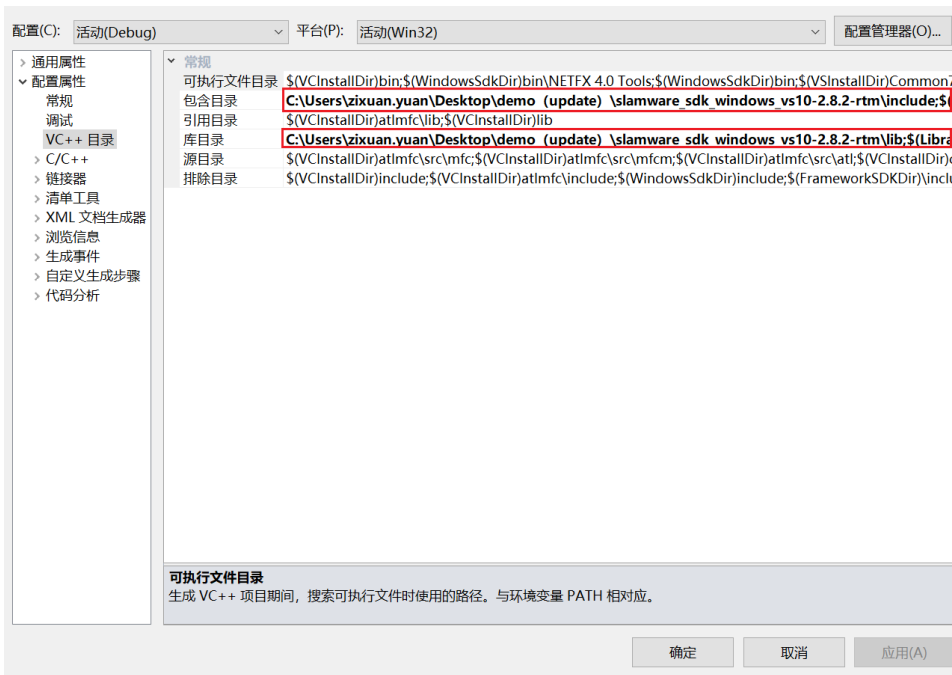 配置(C): 活动(Debug) 平台(P): 活动(Win32) 配置管理器(O)...
通用属性
配置属性
常规
调试
VC++ 目录
C/C++
链接器
清单工具
XML 文档生成器
浏览信息
生成事件
自定义生成步骤
代码分析
常规
可执行文件目录 $(VCInstallDir)bin;$(WindowsSdkDir)bin\NETFX 4.0 Tools;$(WindowsSdkDir)bin;$(VSInstallDir)Common7
包含目录 C:\Users\zixuan.yuan\Desktop\demo（update）\slamware_sdk_windows_vs10-2.8.2-rtm\include;$(
引用目录 $(VCInstallDir)atlmfc\lib;$(VCInstallDir)lib
库目录 C:\Users\zixuan.yuan\Desktop\demo（update）\slamware_sdk_windows_vs10-2.8.2-rtm\lib;$(Libra
源目录 $(VCInstallDir)atlmfc\src\mfc;$(VCInstallDir)atlmfc\src\mfcm;$(VCInstallDir)atlmfc\src\atl;$(VCInstallDir)c
排除目录 $(VCInstallDir)include;$(VCInstallDir)atlmfc\include;$(WindowsSdkDir)include;$(FrameworkSDKDir)\inclu
可执行文件目录
生成 VC++ 项目期间，搜索可执行文件时使用的路径。与环境变量 PATH 相对应。
确定 取消 应用(A)